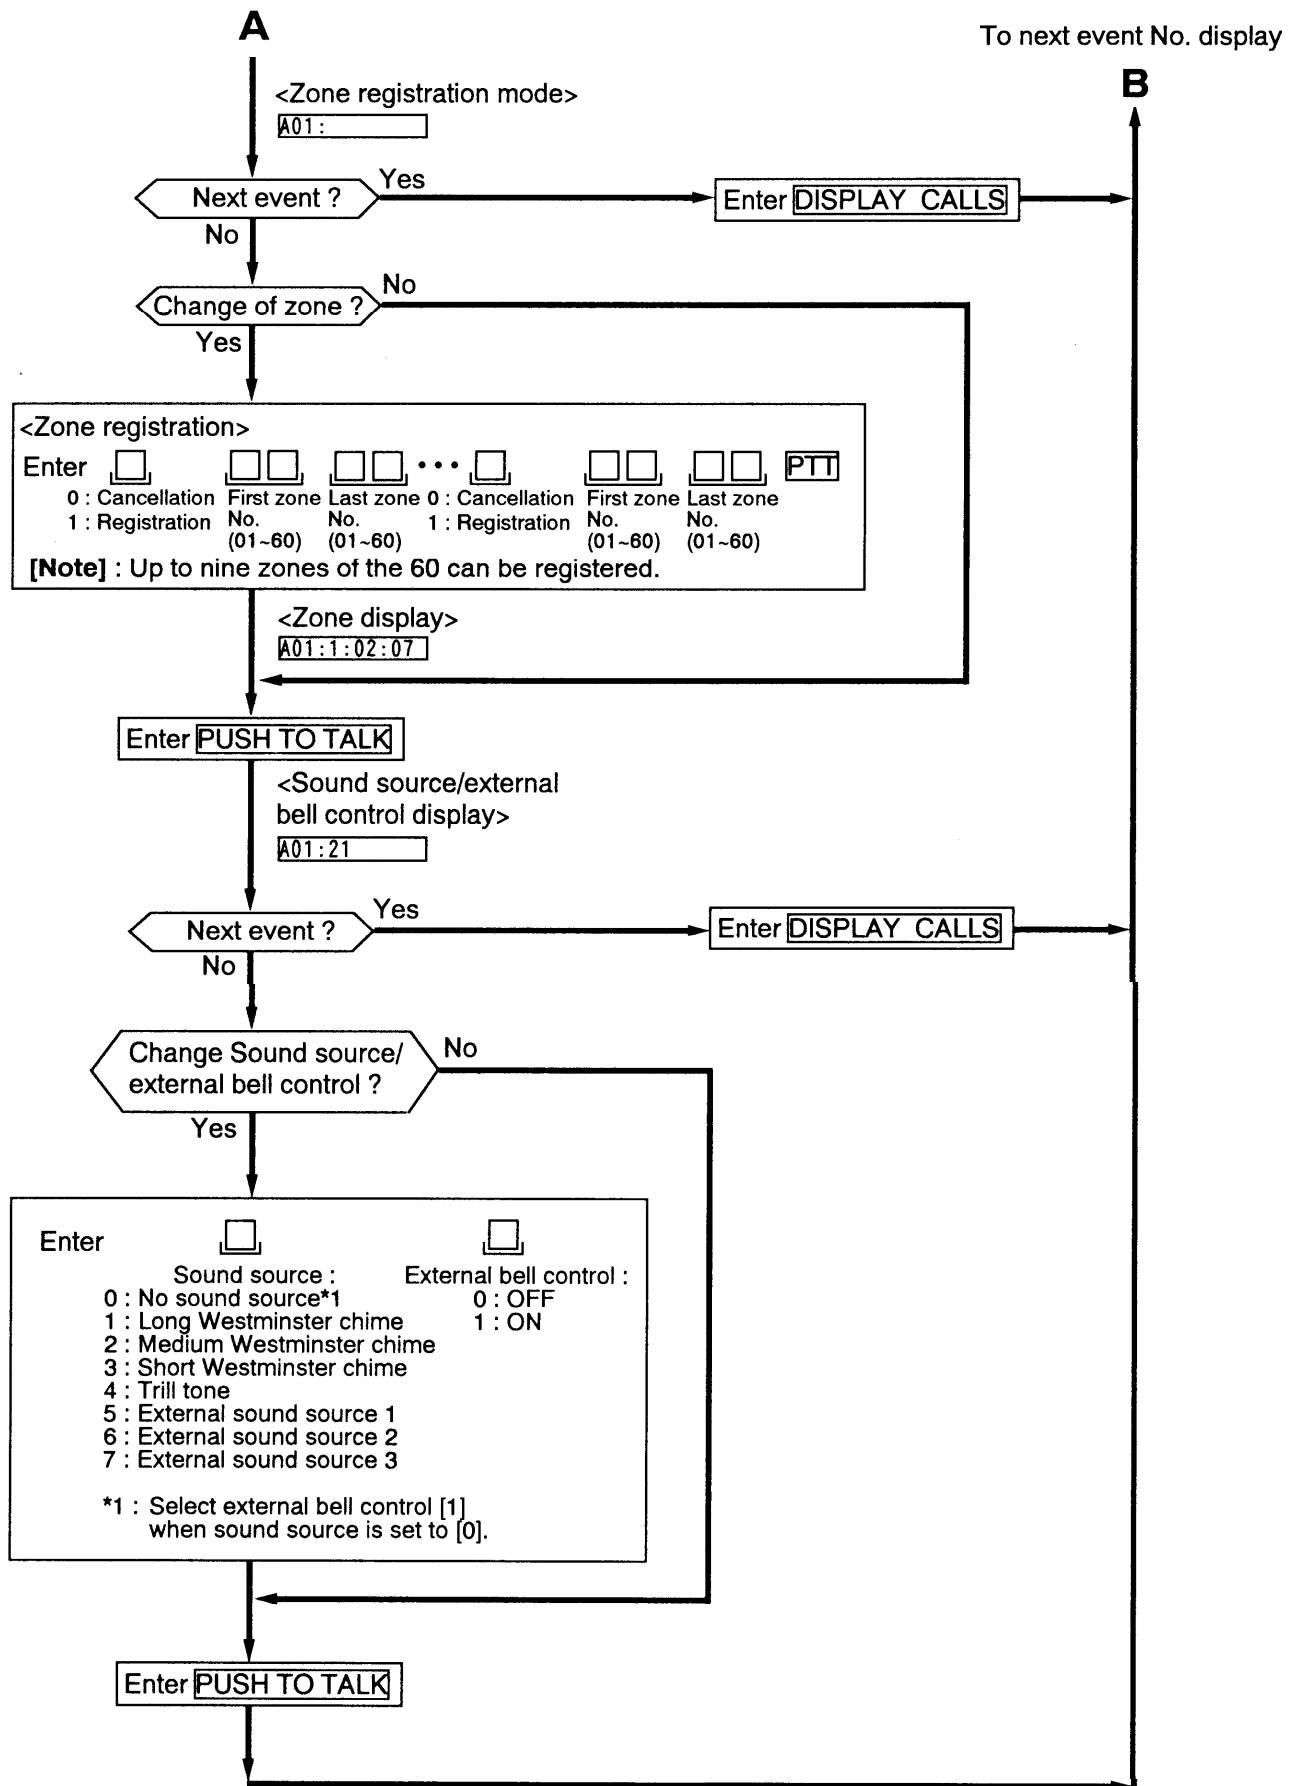 A
To next event No. display
B
<Zone registration mode>
A01:
Next event ?
Yes
Enter DISPLAY CALLS
No
Change of zone ?
No
Yes
<Zone registration>
Enter ••• PTT
0 : Cancellation First zone Last zone 0 : Cancellation First zone Last zone
1 : Registration No. No. 1 : Registration No. No.
(01~60) (01~60) (01~60) (01~60)
[Note] : Up to nine zones of the 60 can be registered.
<Zone display>
A01:1:02:07
Enter PUSH TO TALK
<Sound source/external
bell control display>
A01:21
Next event ?
Yes
Enter DISPLAY CALLS
No
Change Sound source/
external bell control ?
No
Yes
Enter
Sound source : External bell control :
0 : No sound source*1 0 : OFF
1 : Long Westminster chime 1 : ON
2 : Medium Westminster chime
3 : Short Westminster chime
4 : Trill tone
5 : External sound source 1
6 : External sound source 2
7 : External sound source 3
*1 : Select external bell control [1]
when sound source is set to [0].
Enter PUSH TO TALK